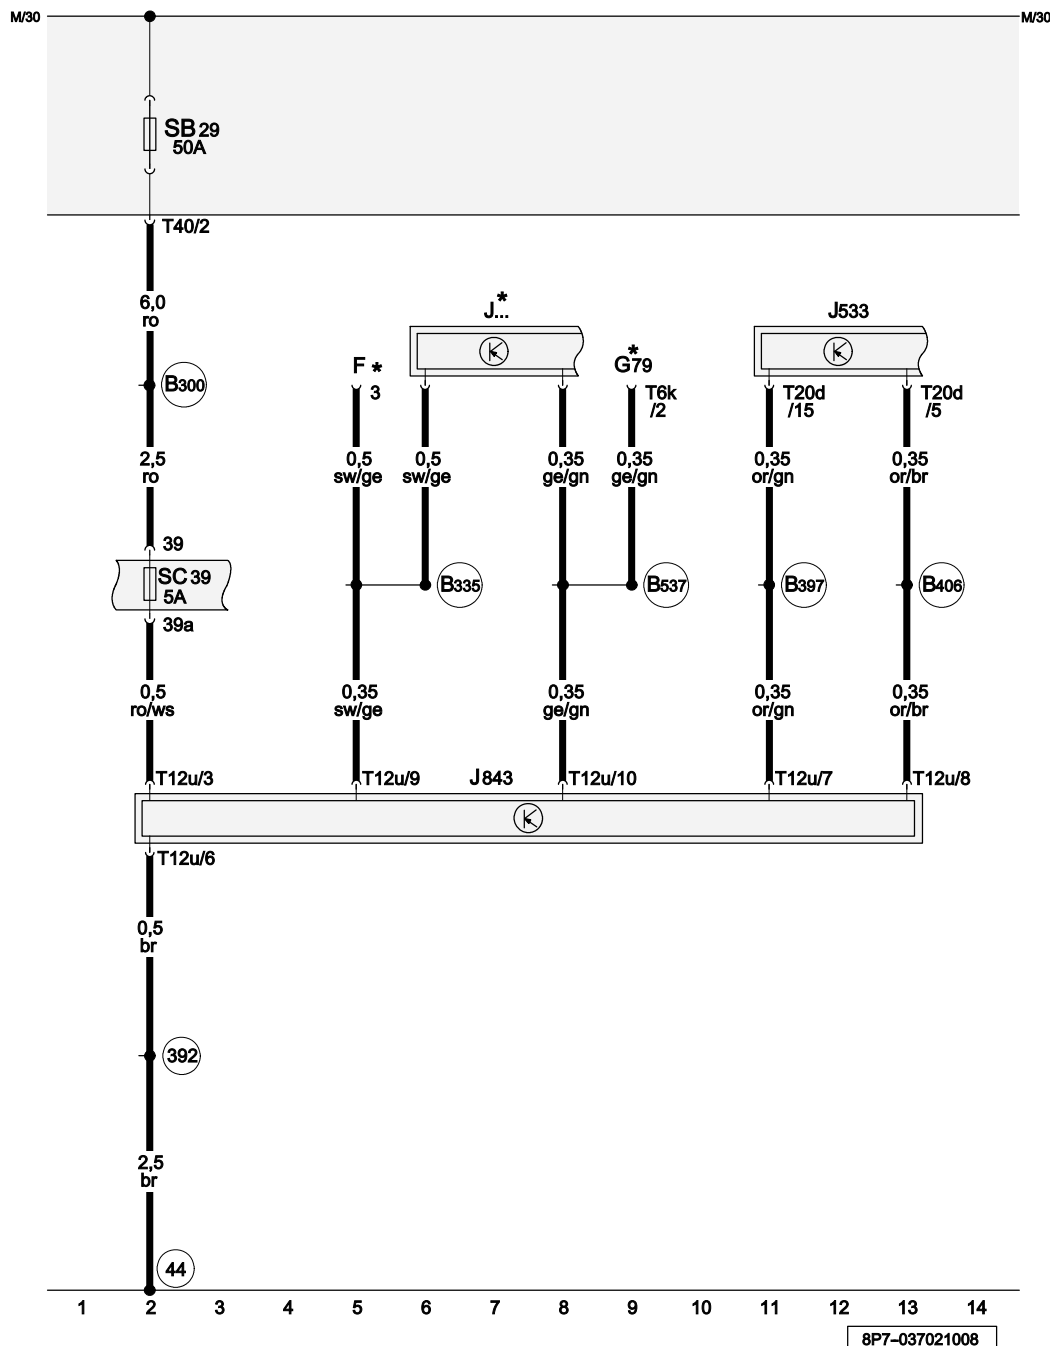 M/30
M/30
SB 29
50A
T40/2
6,0
ro
J...*
J533
F *
3
*
G79
B300
T6k
/2
T20d
/15
T20d
/5
2,5
ro
0,5
sw/ge
0,5
sw/ge
0,35
ge/gn
0,35
ge/gn
0,35
or/gn
0,35
or/br
39
SC 39
5A
39a
B335
B537
B397
B406
0,5
ro/ws
0,35
sw/ge
0,35
ge/gn
0,35
or/gn
0,35
or/br
T12u/3
T12u/9
J843
T12u/10
T12u/7
T12u/8
T12u/6
0,5
br
392
2,5
br
44
1 2 3 4 5 6 7 8 9 10 11 12 13 14
8P7-037021008